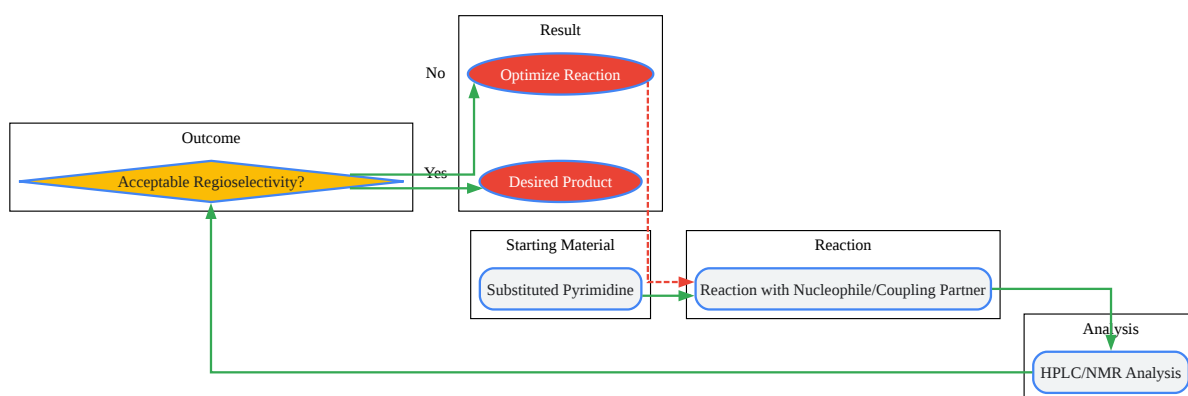 Result
No
Optimize Reaction
Outcome
Acceptable Regioselectivity?
Yes
Desired Product
Starting Material
Reaction
Substituted Pyrimidine
Reaction with Nucleophile/Coupling Partner
Analysis
HPLC/NMR Analysis